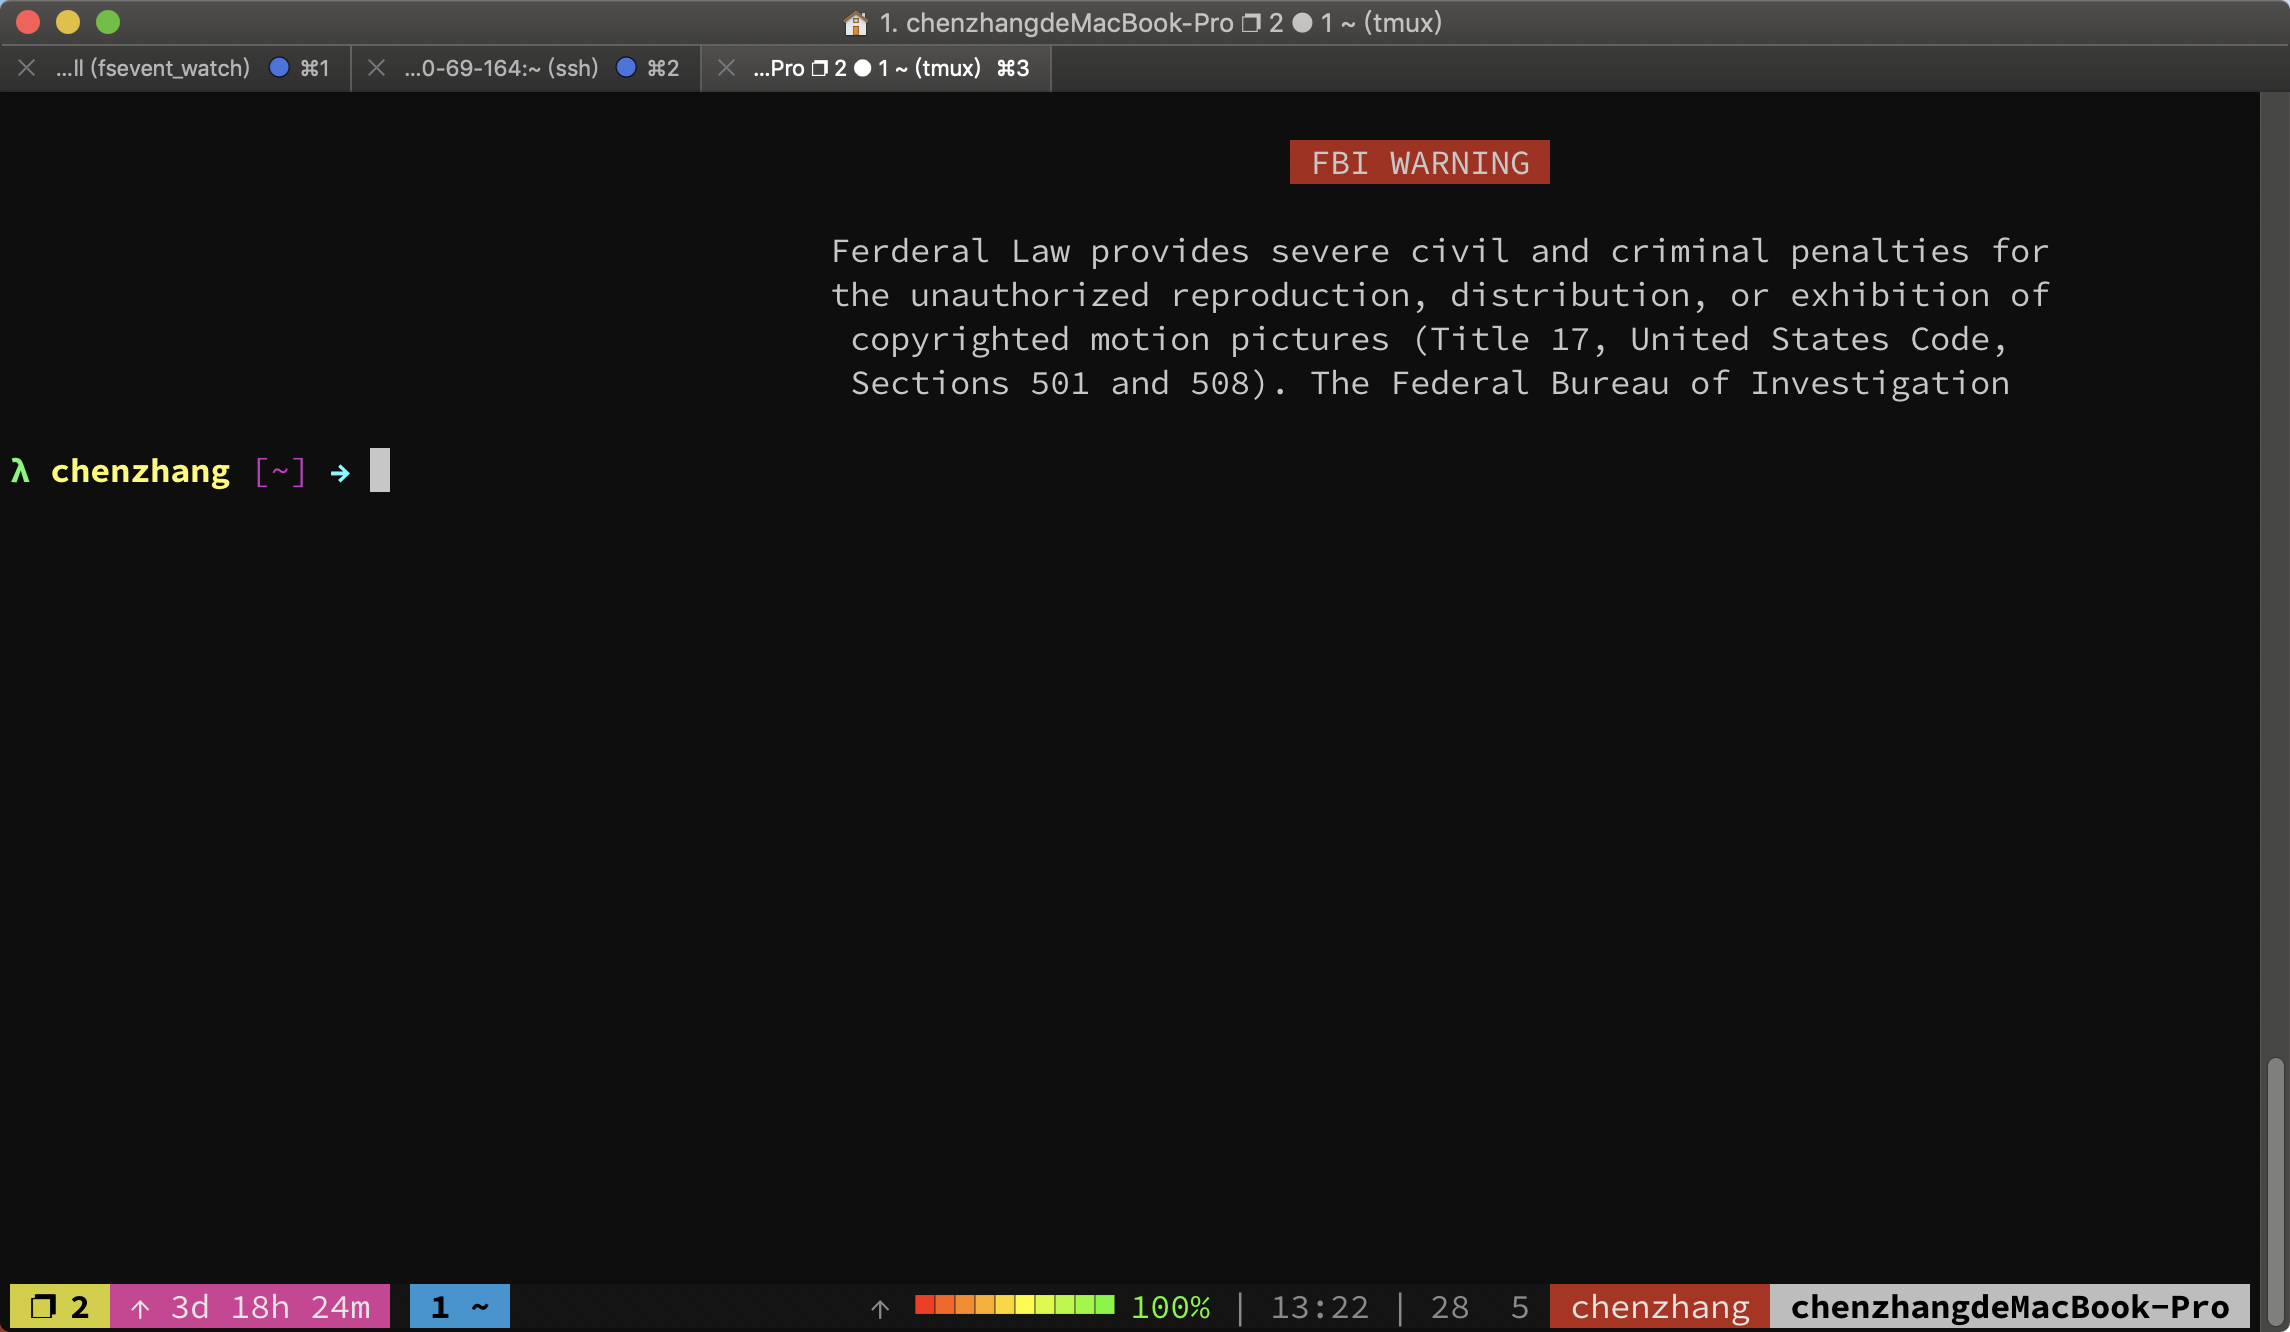 1. chenzhangdeMacBook-Pro ❐ 2 ● 1 ~ (tmux)
...ll (fsevent_watch) ⌘1
...0-69-164:~ (ssh) ⌘2
...Pro ❐ 2 ● 1 ~ (tmux) ⌘3
FBI WARNING
Ferderal Law provides severe civil and criminal penalties for
the unauthorized reproduction, distribution, or exhibition of
copyrighted motion pictures (Title 17, United States Code,
Sections 501 and 508). The Federal Bureau of Investigation
λ chenzhang [~] →
❐ 2 ↑ 3d 18h 24m 1 ~ ↑ 100% | 13:22 | 28 5 chenzhang chenzhangdeMacBook-Pro